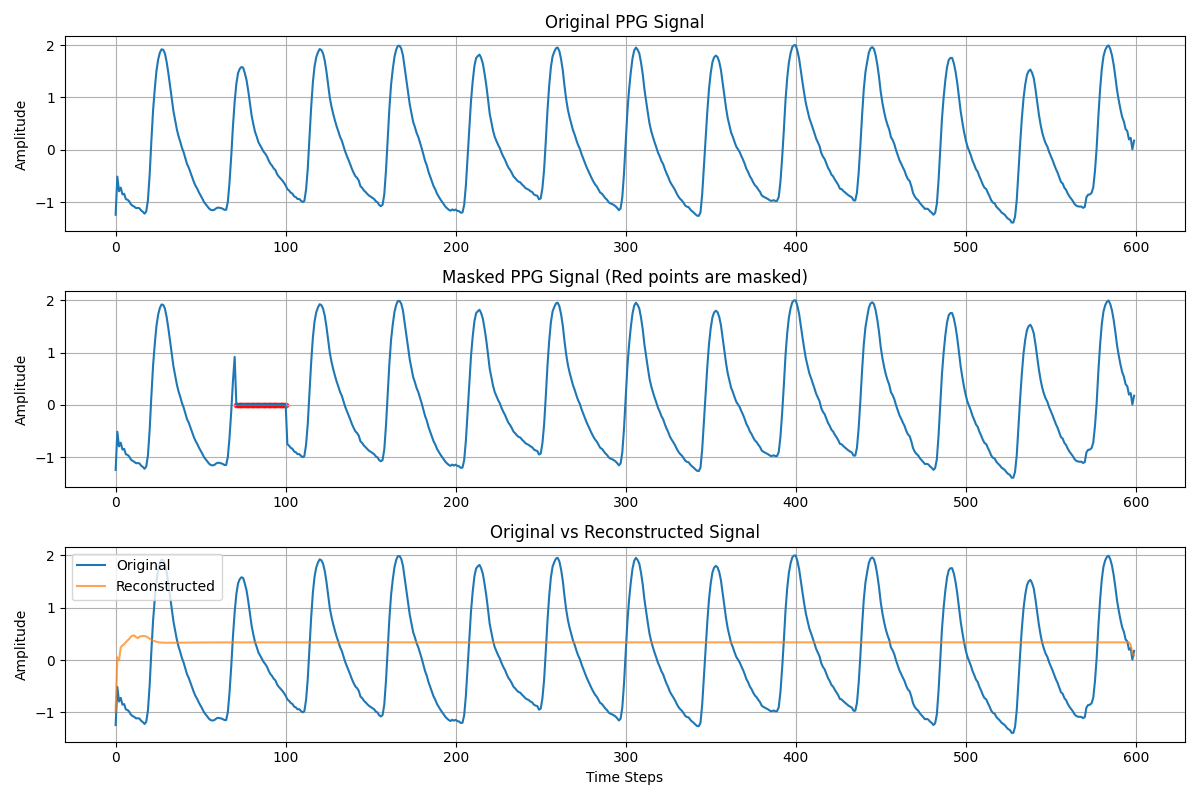 Original PPG Signal
2
1
0
−1
Amplitude
0 100 200 300 400 500 600
Masked PPG Signal (Red points are masked)
2
1
0
−1
Amplitude
0 100 200 300 400 500 600
Original vs Reconstructed Signal
Original
Reconstructed
2
1
0
−1
Amplitude
0 100 200 300 400 500 600
Time Steps